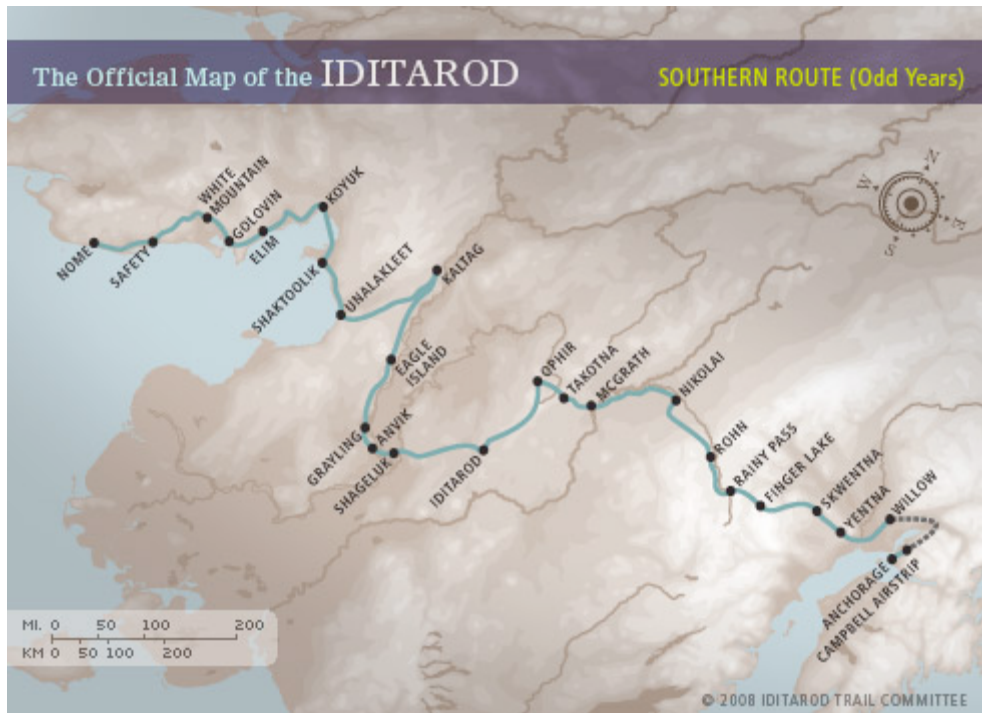 The Official Map of the IDITAROD
SOUTHERN ROUTE (Odd Years)
N
W
E
S
WHITE
MOUNTAIN
KOYUK
GOLOVIN
ELIM
NOME
SAFETY
SHAKTOOLIK
UNALAKLEET
KALTAG
EAGLE
ISLAND
OPHIR
TAKOTNA
MCGRATH
NIKOLAI
GRAYLING
ANVIK
SHAGELUK
IDITAROD
ROHN
RAINY PASS
FINGER LAKE
SKWENTNA
YENTNA
WILLOW
ANCHORAGE
CAMPBELL AIRSTRIP
MI. 0 50 100 200
KM 0 50 100 200
© 2008 IDITAROD TRAIL COMMITTEE